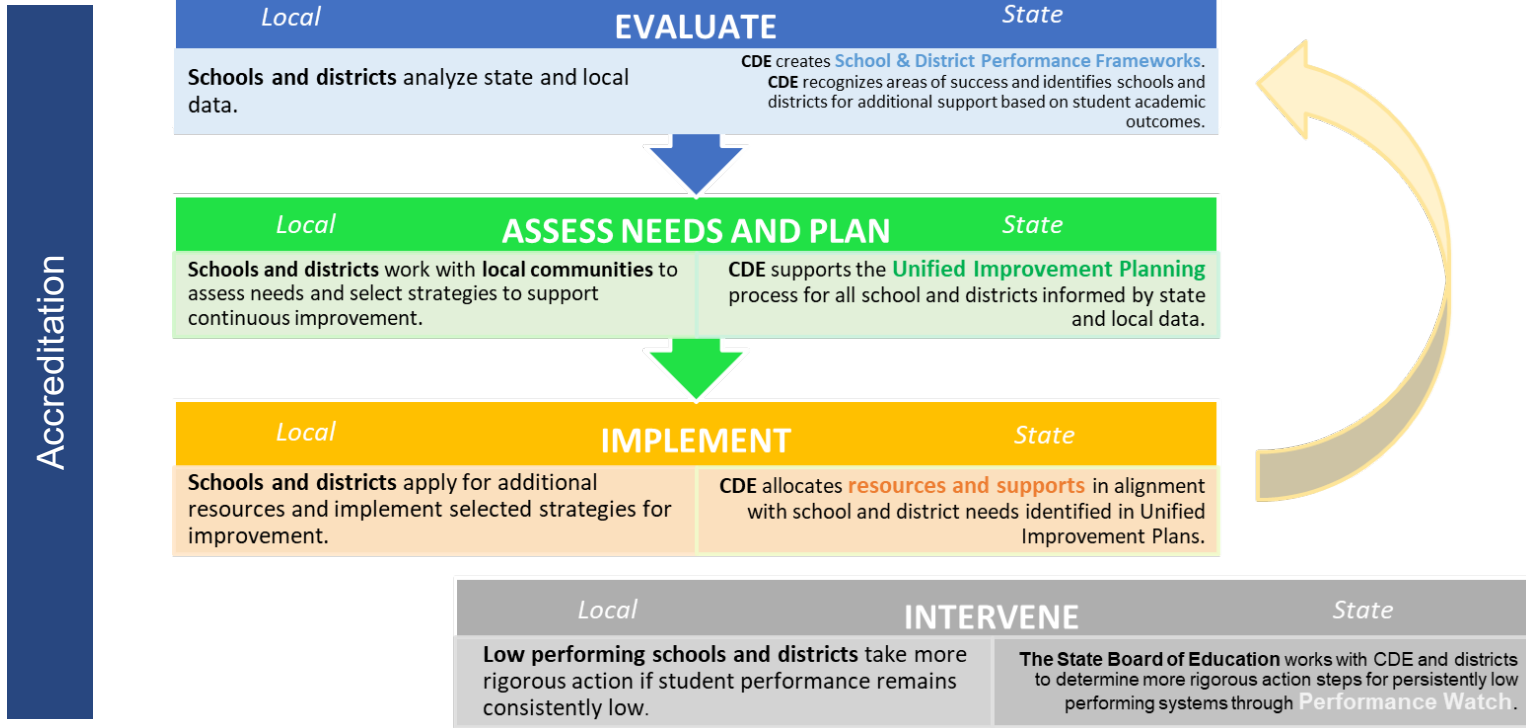 Accreditation
Local
EVALUATE
State
Schools and districts analyze state and local
data.
CDE creates School & District Performance Frameworks.
CDE recognizes areas of success and identifies schools and
districts for additional support based on student academic
outcomes.
Local
ASSESS NEEDS AND PLAN
State
Schools and districts work with local communities to
assess needs and select strategies to support
continuous improvement.
CDE supports the Unified Improvement Planning
process for all school and districts informed by state
and local data.
Local
IMPLEMENT
State
Schools and districts apply for additional
resources and implement selected strategies for
improvement.
CDE allocates resources and supports in alignment
with school and district needs identified in Unified
Improvement Plans.
Local
INTERVENE
State
Low performing schools and districts take more
rigorous action if student performance remains
consistently low.
The State Board of Education works with CDE and districts
to determine more rigorous action steps for persistently low
performing systems through Performance Watch.